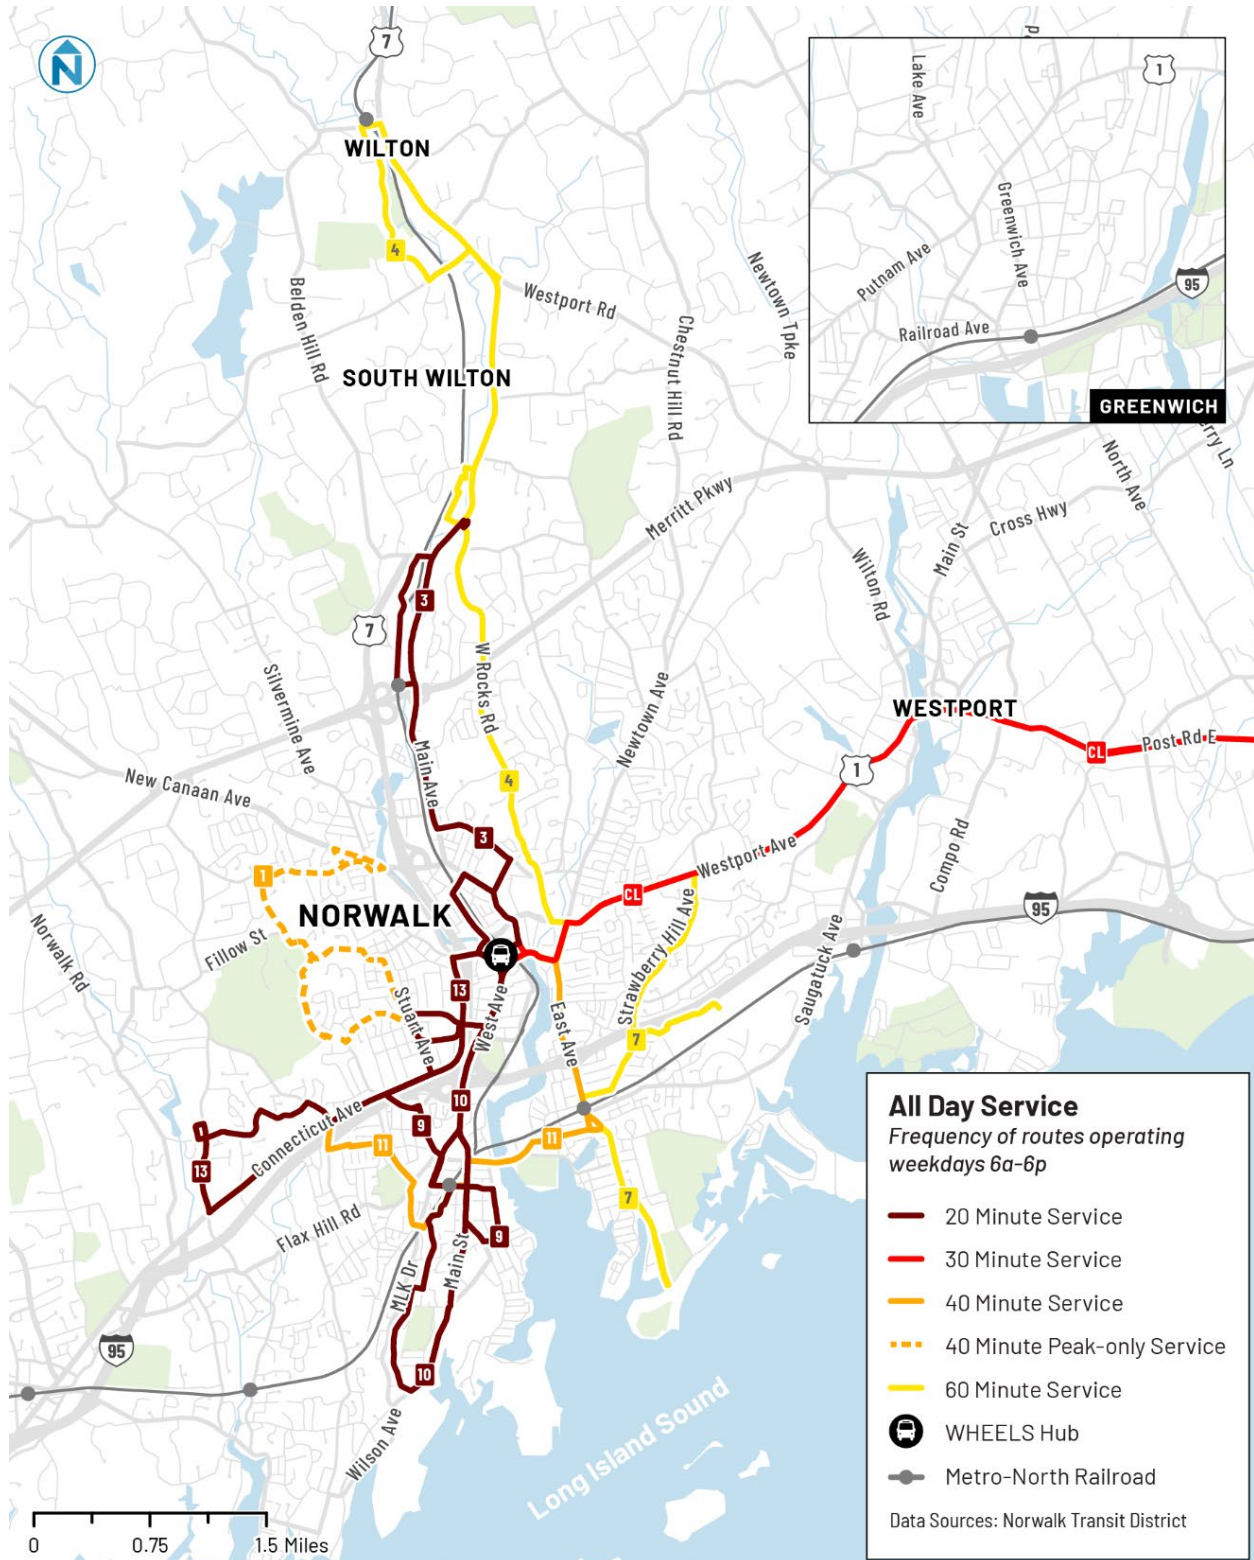 N
7
1
Lake Ave
WILTON
Greenwich Ave
4
Putnam Ave
Newtown Tpke
95
Belden Hill Rd
Westport Rd
Railroad Ave
Chestnut Hill Rd
SOUTH WILTON
GREENWICH
North Ave
Merritt Pkwy
Cross Hwy
Main St
Wilton Rd
3
7
W Rocks Rd
Silvermine Ave
Newtown Ave
WESTPORT
CL
Post Rd E
Main Ave
New Canaan Ave
4
1
3
Westport Ave
Compo Rd
1
CL
NORWALK
95
Strawberry Hill Ave
Norwalk Rd
Fillow St
Saugatuck Ave
13
Stuart Ave
West Ave
East Ave
7
10
Connecticut Ave
9
1
11
11
13
7
Flax Hill Rd
9
Main St
MLK Dr
95
10
Wilson Ave
Long Island Sound
All Day Service
Frequency of routes operating
weekdays 6a-6p
20 Minute Service
30 Minute Service
40 Minute Service
40 Minute Peak-only Service
60 Minute Service
WHEELS Hub
Metro-North Railroad
Data Sources: Norwalk Transit District
0
0.75
1.5 Miles